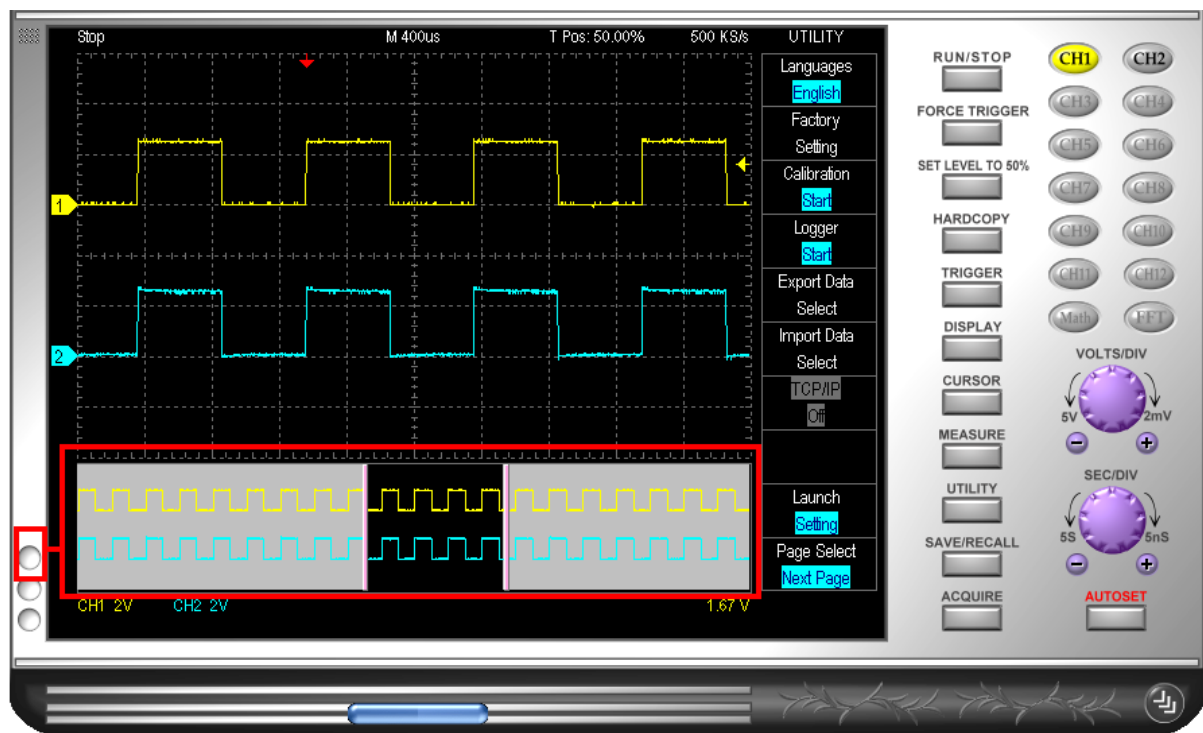 Stop M 400us T Pos: 50.00% 500 KS/s UTILITY
Languages
English
Factory
Setting
Calibration
Start
Logger
Start
Export Data
Select
Import Data
Select
TCP/IP
Off
Launch
Setting
Page Select
Next Page
1
2
CH1 2V CH2 2V 1.67 V
RUN/STOP
FORCE TRIGGER
SET LEVEL TO 50%
HARDCOPY
TRIGGER
DISPLAY
CURSOR
MEASURE
UTILITY
SAVE/RECALL
ACQUIRE
CH1 CH2
CH3 CH4
CH5 CH6
CH7 CH8
CH9 CH10
CH11 CH12
Math FFT
VOLTS/DIV
5V 2mV
SEC/DIV
5S 5nS
AUTOSET